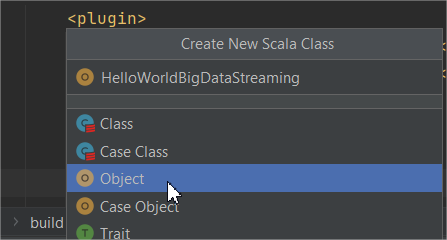 <plugin>
Create New Scala Class
HelloWorldBigDataStreaming
Class
Case Class
Object
Case Object
Trait
build